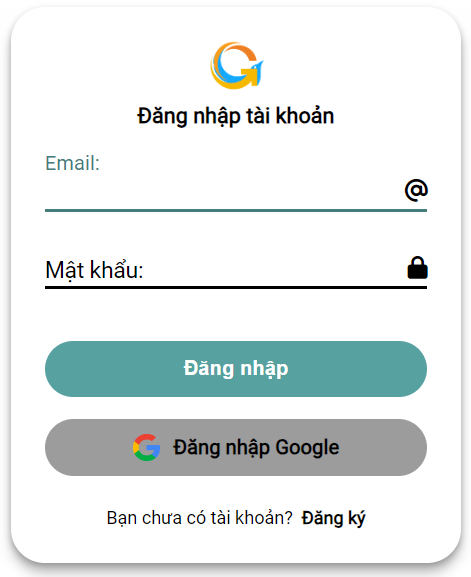 Đăng nhập tài khoản
Email:
@
Mật khẩu:
Đăng nhập
Đăng nhập Google
Bạn chưa có tài khoản? Đăng ký